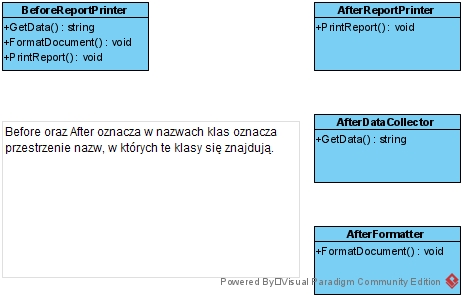 BeforeReportPrinter
+GetData() : string
+FormatDocument() : void
+PrintReport() : void
AfterReportPrinter
+PrintReport() : void
Before oraz After oznacza w nazwach klas oznacza
przestrzenie nazw, w których te klasy się znajdują.
AfterDataCollector
+GetData() : string
AfterFormatter
+FormatDocument() : void
Powered By Visual Paradigm Community Edition